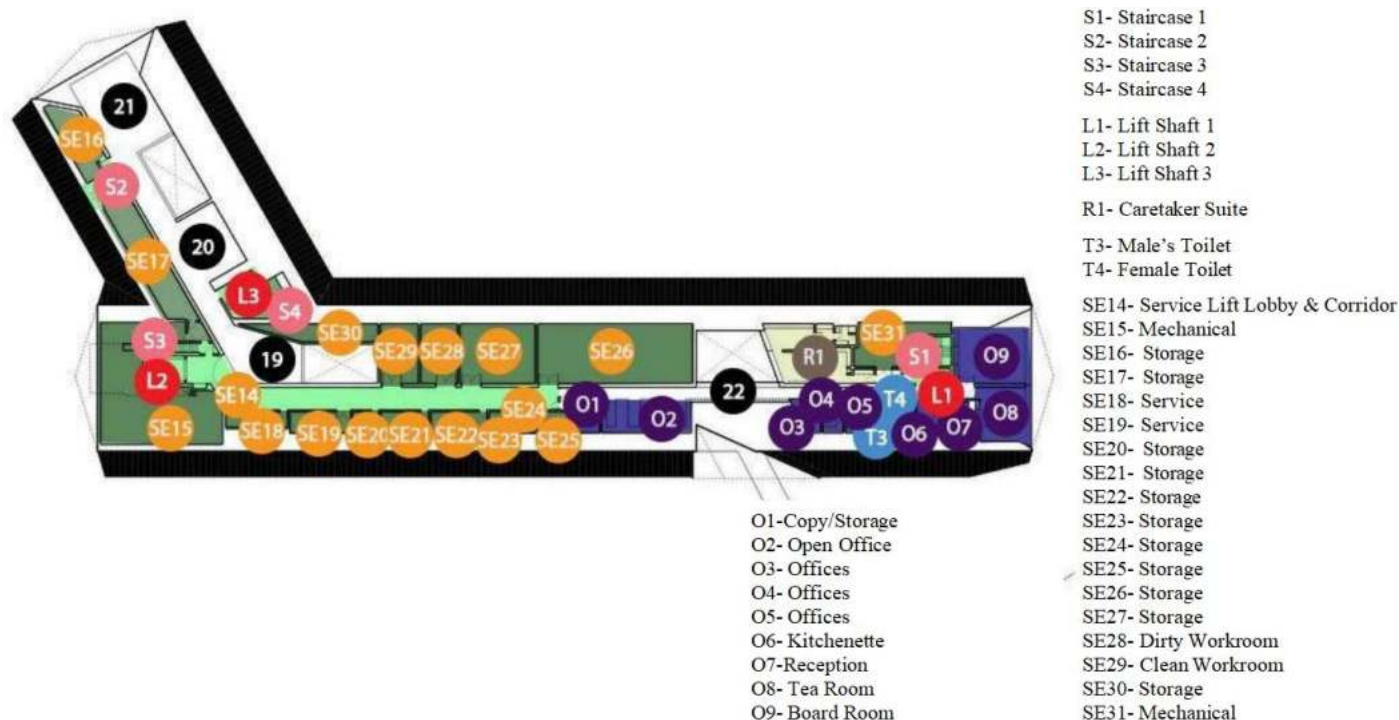 21
SE16
S2
20
SE17
L3
S4
S3
SE30
19
SE29
SE28
SE27
SE26
R1
SE31
S1
O9
L2
SE14
SE24
O1
22
O4
O5
T4
L1
O8
O2
SE15
SE18
SE19
SE20
SE21
SE22
SE23
SE25
O3
T3
O6
O7
S1- Staircase 1
S2- Staircase 2
S3- Staircase 3
S4- Staircase 4
L1- Lift Shaft 1
L2- Lift Shaft 2
L3- Lift Shaft 3
R1- Caretaker Suite
T3- Male’s Toilet
T4- Female Toilet
SE14- Service Lift Lobby & Corridor
SE15- Mechanical
SE16- Storage
SE17- Storage
SE18- Service
SE19- Service
SE20- Storage
SE21- Storage
SE22- Storage
SE23- Storage
SE24- Storage
SE25- Storage
SE26- Storage
SE27- Storage
SE28- Dirty Workroom
SE29- Clean Workroom
SE30- Storage
SE31- Mechanical
O1-Copy/Storage
O2- Open Office
O3- Offices
O4- Offices
O5- Offices
O6- Kitchenette
O7-Reception
O8- Tea Room
O9- Board Room